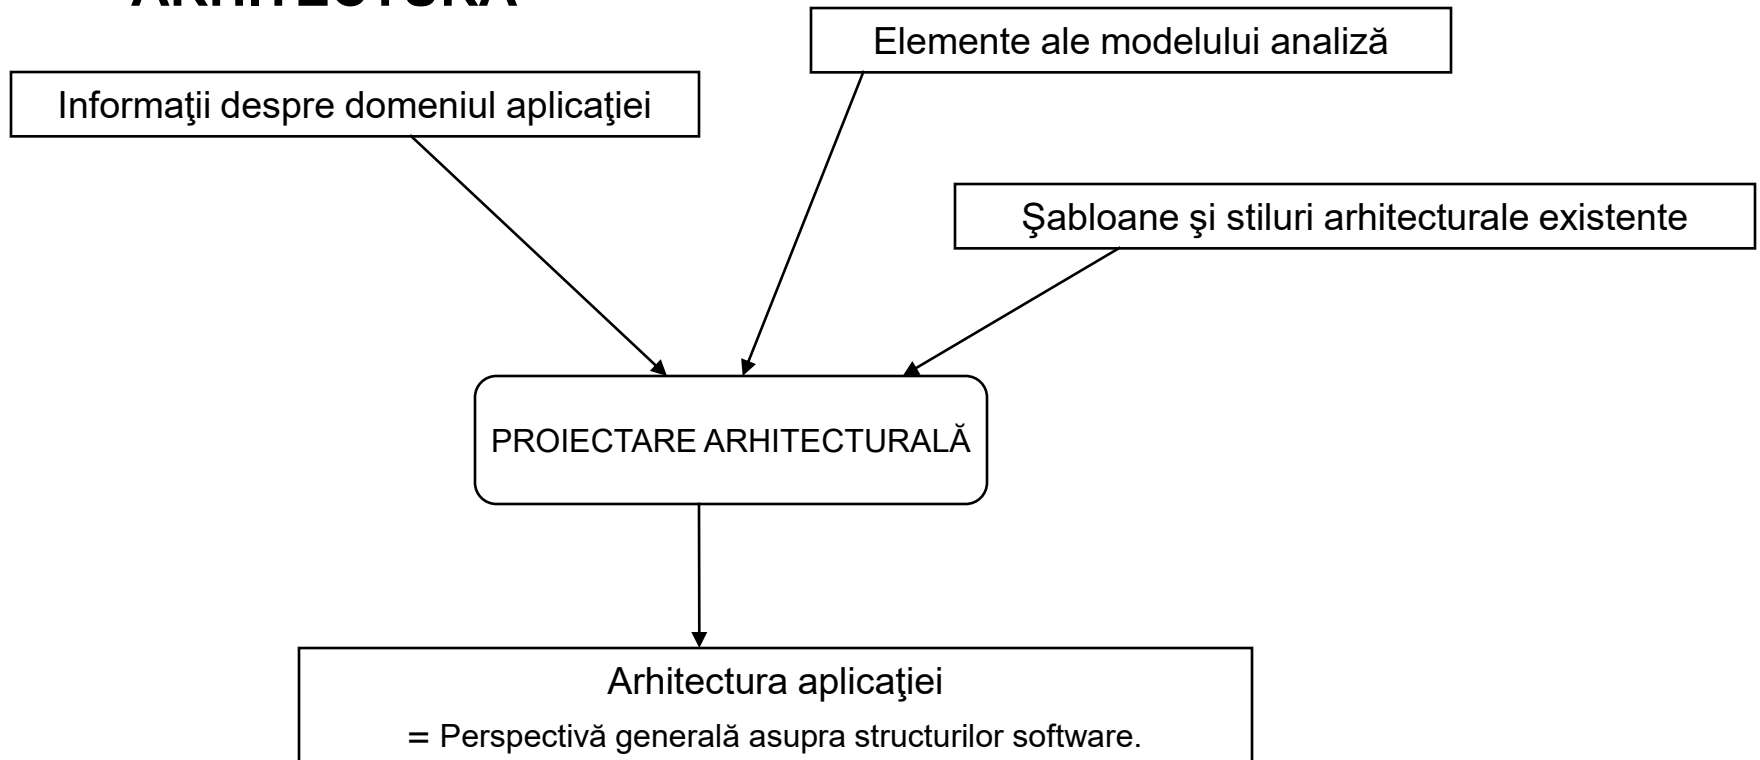 ARHITECTURA
Elemente ale modelului analiză
Informaţii despre domeniul aplicaţiei
Şabloane şi stiluri arhitecturale existente
PROIECTARE ARHITECTURALĂ
Arhitectura aplicaţiei
= Perspectivă generală asupra structurilor software.